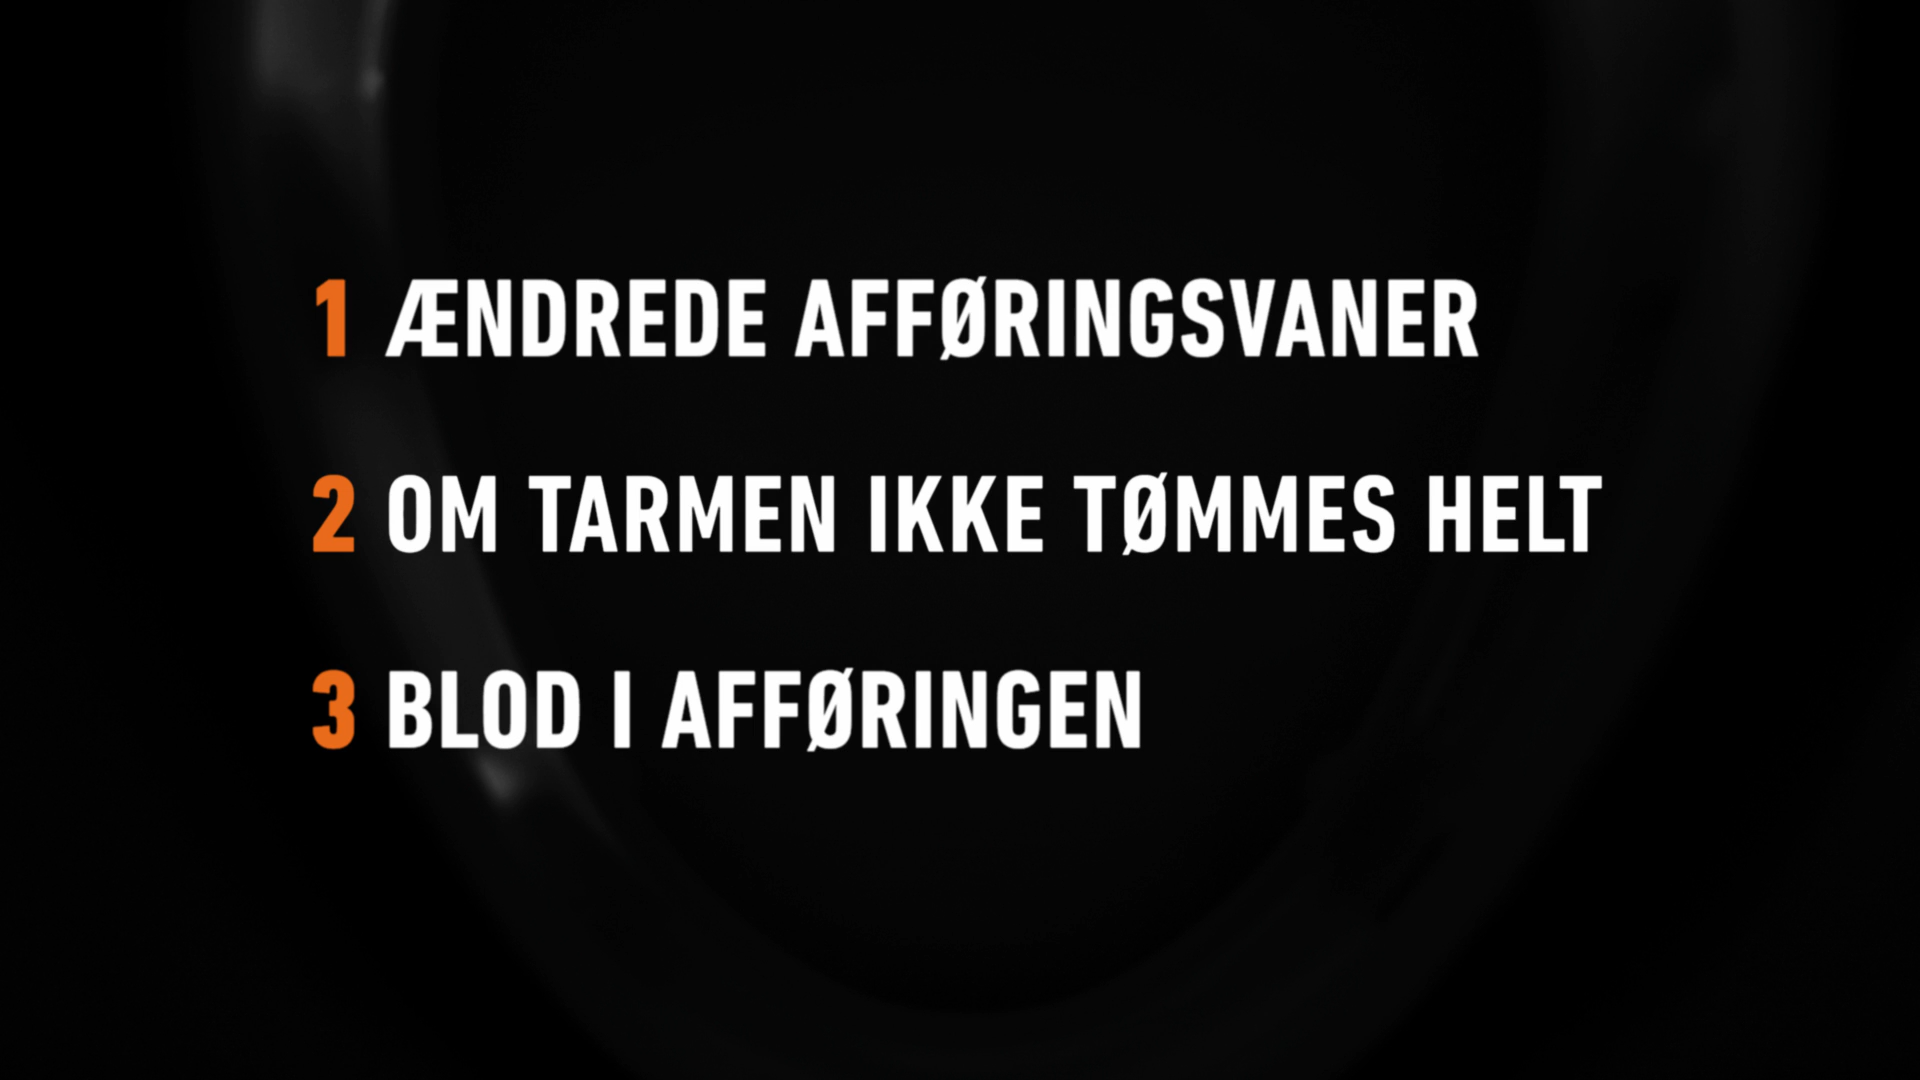 1 ÆNDREDE AFFØRINGSVANER
2 OM TARMEN IKKE TØMMES HELT
3 BLOD I AFFØRINGEN